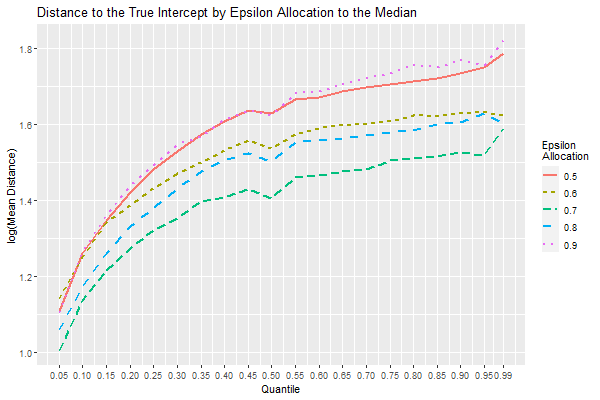 Distance to the True Intercept by Epsilon Allocation to the Median
log(Mean Distance)
1.8
1.6
1.4
1.2
1.0
0.05 0.10 0.15 0.20 0.25 0.30 0.35 0.40 0.45 0.50 0.55 0.60 0.65 0.70 0.75 0.80 0.85 0.90 0.95 0.99
Quantile
Epsilon
Allocation
0.5
0.6
0.7
0.8
0.9